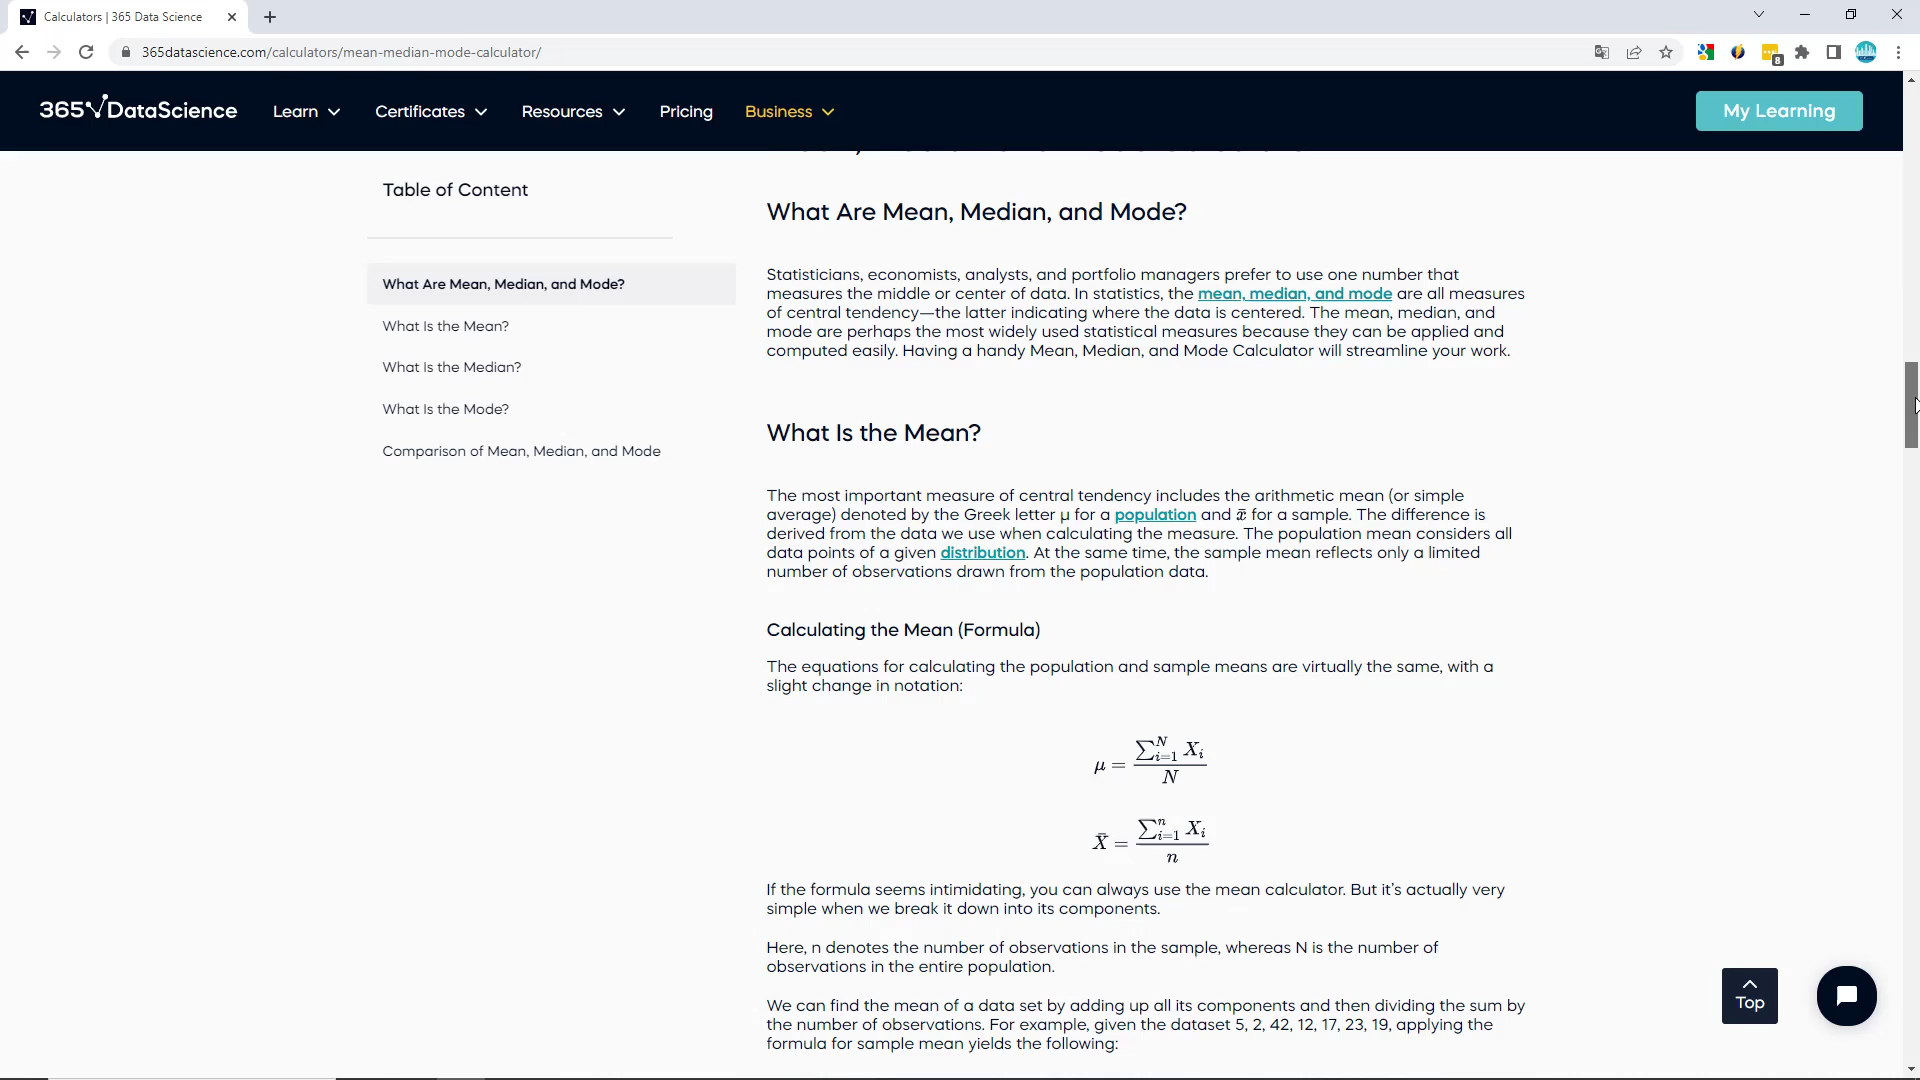 Calculators | 365 Data Science
365datascience.com/calculators/mean-median-mode-calculator/
8
365 DataScience
Learn
Certificates
Resources
Pricing
Business
My Learning
Table of Content
What Are Mean, Median, and Mode?
What Is the Mean?
What Is the Median?
What Is the Mode?
Comparison of Mean, Median, and Mode
What Are Mean, Median, and Mode?
Statisticians, economists, analysts, and portfolio managers prefer to use one number that
measures the middle or center of data. In statistics, the mean, median, and mode are all measures
of central tendency—the latter indicating where the data is centered. The mean, median, and
mode are perhaps the most widely used statistical measures because they can be applied and
computed easily. Having a handy Mean, Median, and Mode Calculator will streamline your work.
What Is the Mean?
The most important measure of central tendency includes the arithmetic mean (or simple
average) denoted by the Greek letter µ for a population and x̄ for a sample. The difference is
derived from the data we use when calculating the measure. The population mean considers all
data points of a given distribution. At the same time, the sample mean reflects only a limited
number of observations drawn from the population data.
Calculating the Mean (Formula)
The equations for calculating the population and sample means are virtually the same, with a
slight change in notation:
μ = ∑_{i=1}^{N} X_i / N
X̄ = ∑_{i=1}^{n} X_i / n
If the formula seems intimidating, you can always use the mean calculator. But it’s actually very
simple when we break it down into its components.
Here, n denotes the number of observations in the sample, whereas N is the number of
observations in the entire population.
We can find the mean of a data set by adding up all its components and then dividing the sum by
the number of observations. For example, given the dataset 5, 2, 42, 12, 17, 23, 19, applying the
formula for sample mean yields the following:
Top